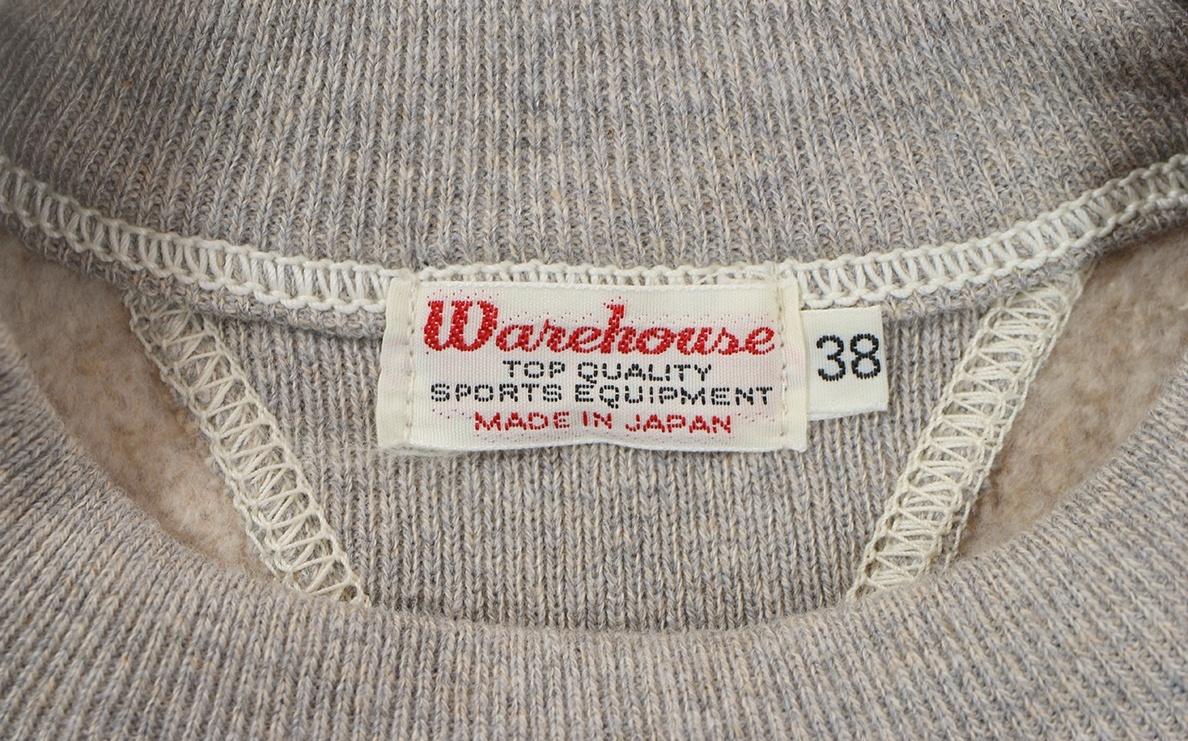 Warehouse
TOP QUALITY
SPORTS EQUIPMENT
MADE IN JAPAN
38